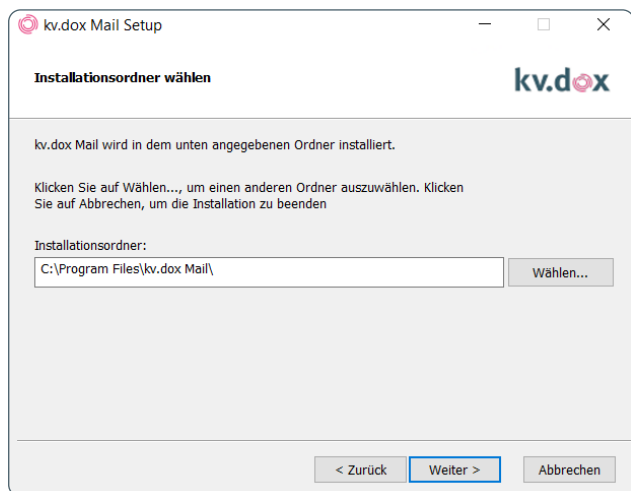 kv.dox Mail Setup
Installationsordner wählen
kv.dox
kv.dox Mail wird in dem unten angegebenen Ordner installiert.
Klicken Sie auf Wählen..., um einen anderen Ordner auszuwählen. Klicken
Sie auf Abbrechen, um die Installation zu beenden
Installationsordner:
C:\Program Files\kv.dox Mail\
Wählen...
< Zurück
Weiter >
Abbrechen